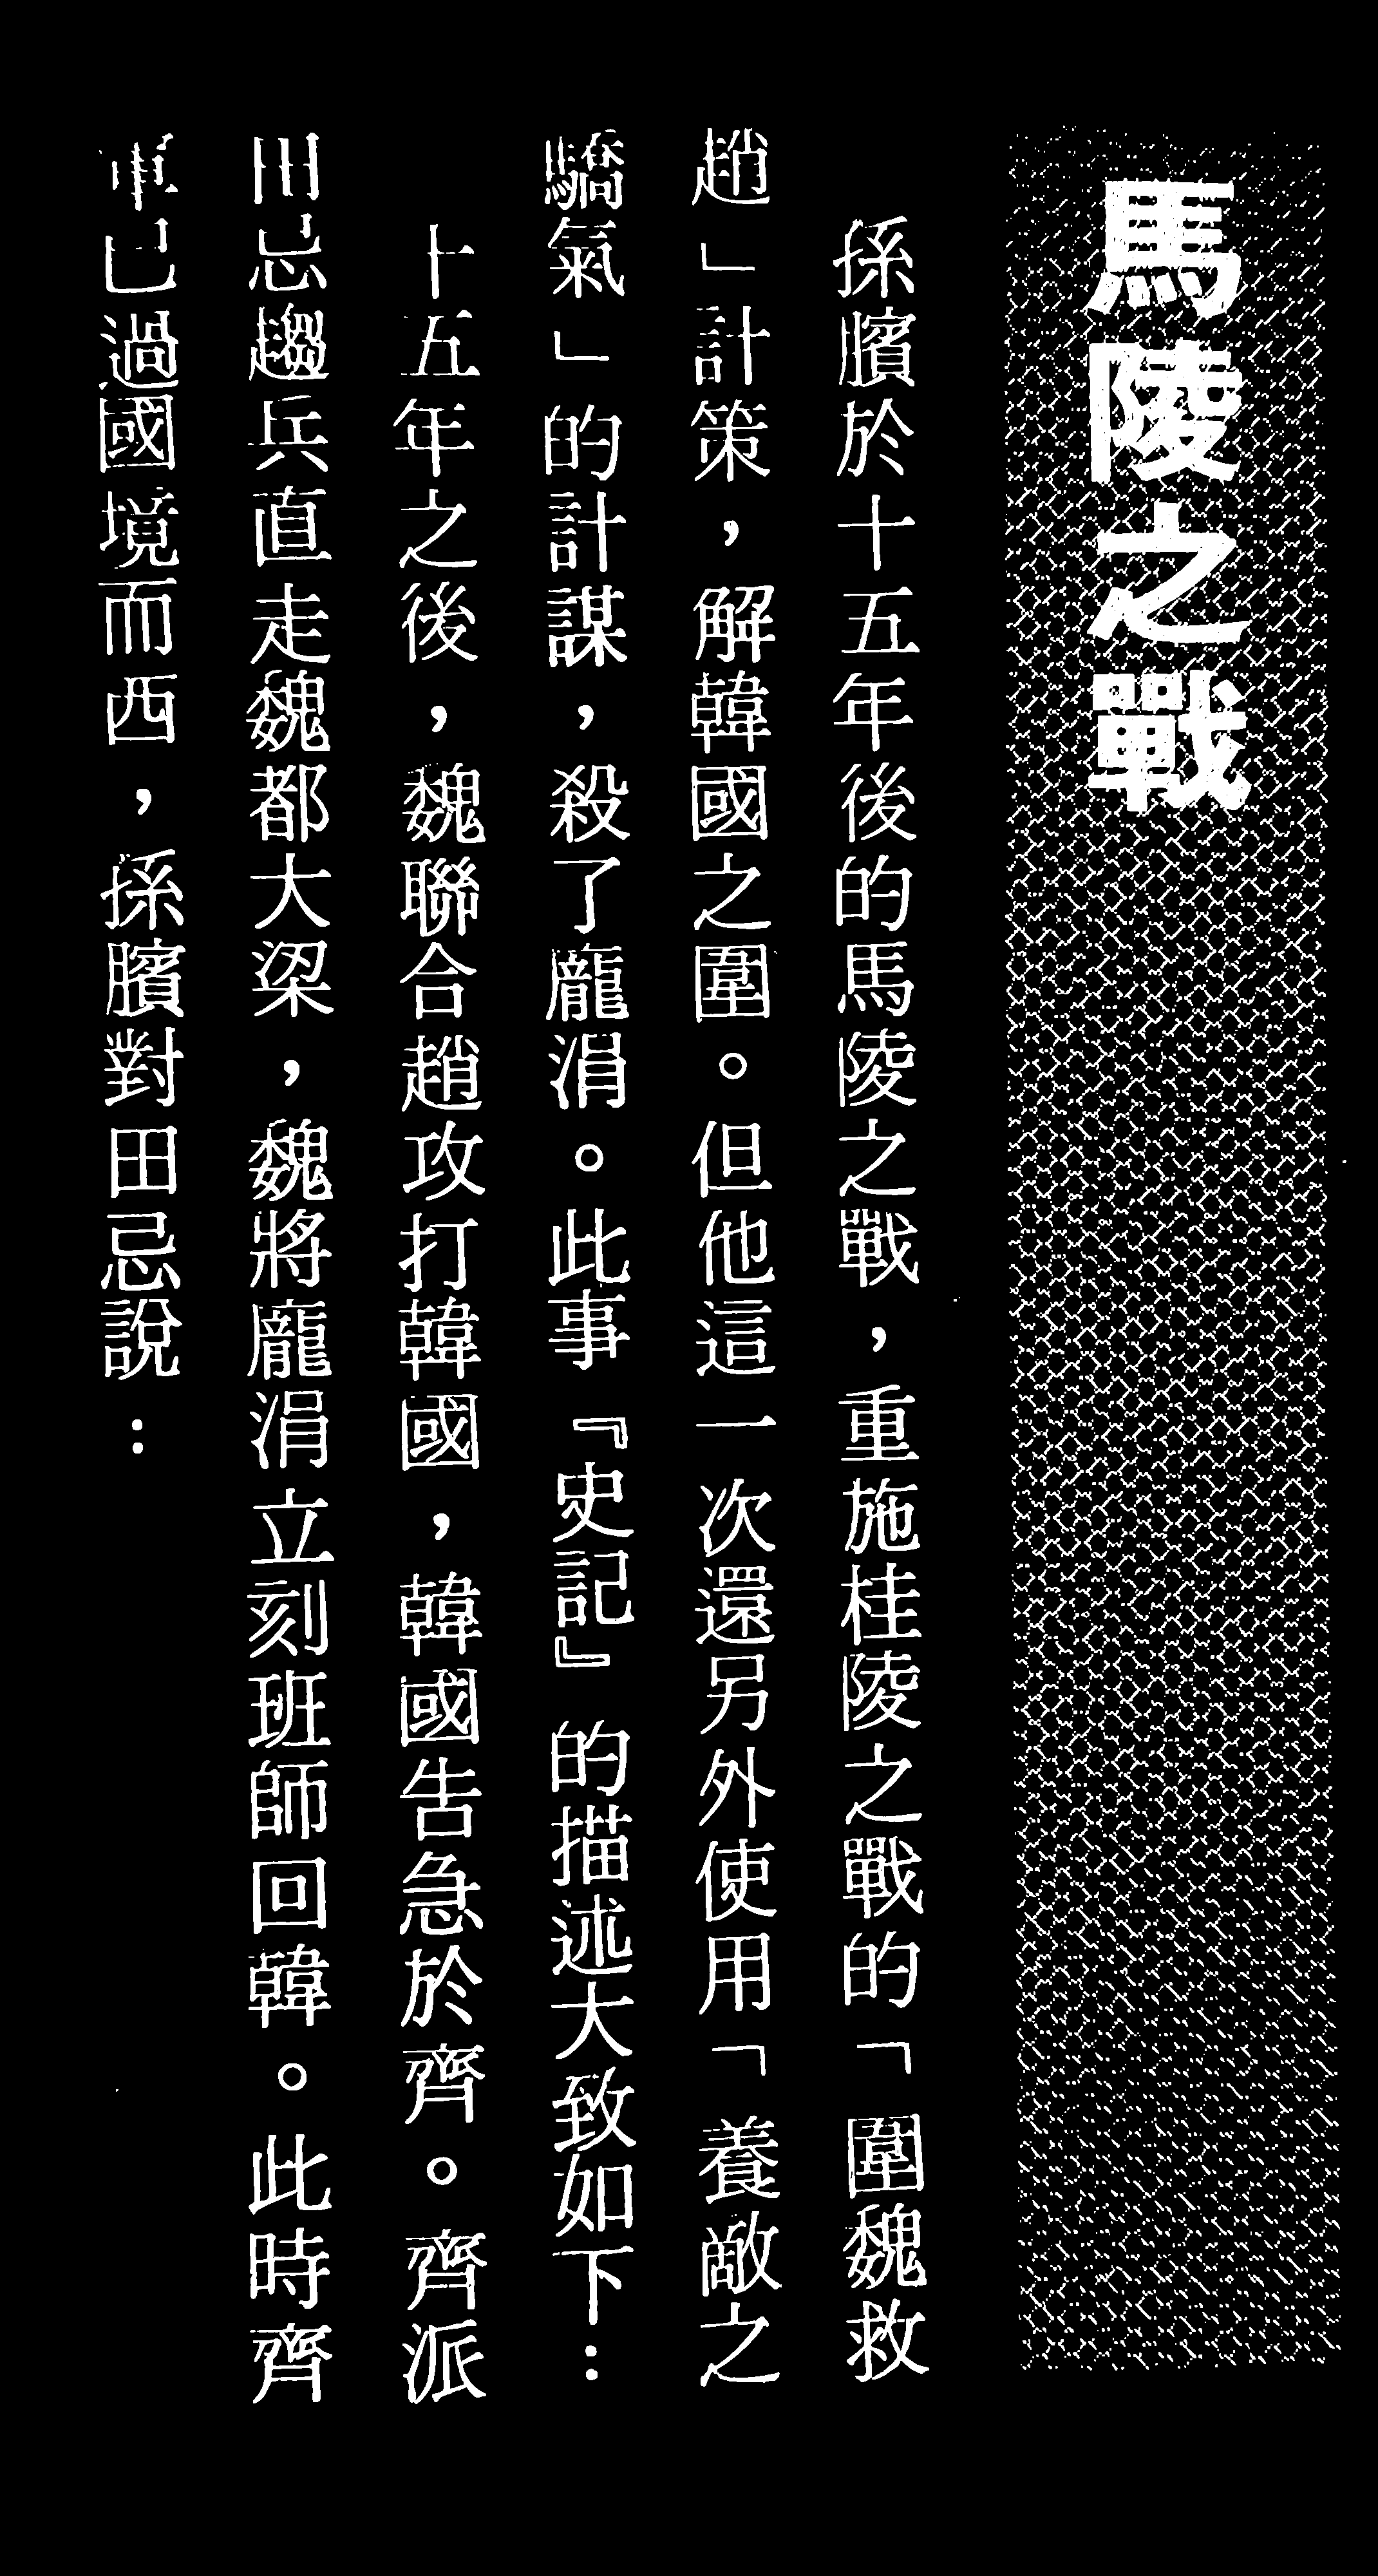 馬陵之戰
孫臏於十五年後的馬陵之戰，重施桂陵之戰的「圍魏救
趙」計策，解韓國之圍。但他這一次還另外使用「養敵之
驕氣」的計謀，殺了龐涓。此事『史記』的描述大致如下：
十五年之後，魏聯合趙攻打韓國，韓國告急於齊。齊派
田忌趨兵直走魏都大梁，魏將龐涓立刻班師回韓。此時齊
軍已過國境而西，孫臏對田忌說：